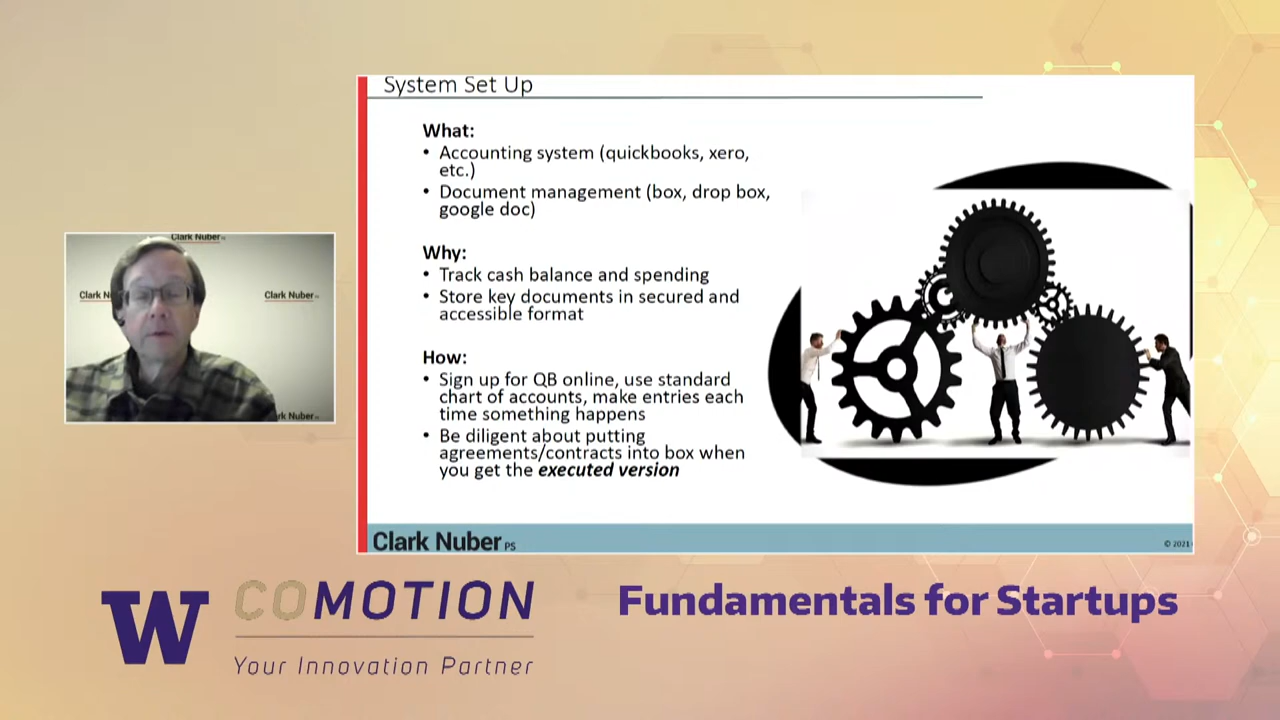 System Set Up
What:
• Accounting system (quickbooks, xero,
etc.)
• Document management (box, drop box,
google doc)
Why:
• Track cash balance and spending
• Store key documents in secured and
accessible format
How:
• Sign up for QB online, use standard
chart of accounts, make entries each
time something happens
• Be diligent about putting
agreements/contracts into box when
you get the executed version
Clark Nuber PS
© 2021
Clark Nuber
Clark N
Clark Nuber
rk Nuber
W
COMOTION
Your Innovation Partner
Fundamentals for Startups